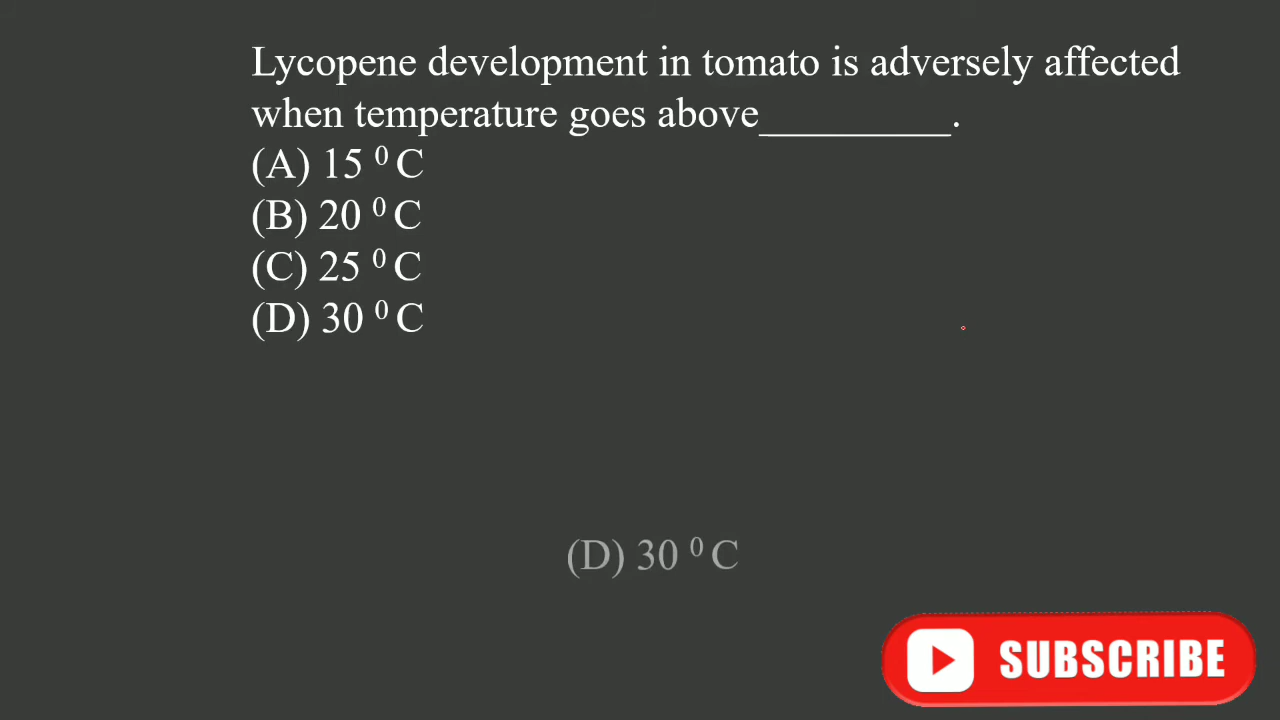 Lycopene development in tomato is adversely affected
when temperature goes above_________.
(A) 15 ⁰ C
(B) 20 ⁰ C
(C) 25 ⁰ C
(D) 30 ⁰ C
(D) 30 ⁰ C
SUBSCRIBE